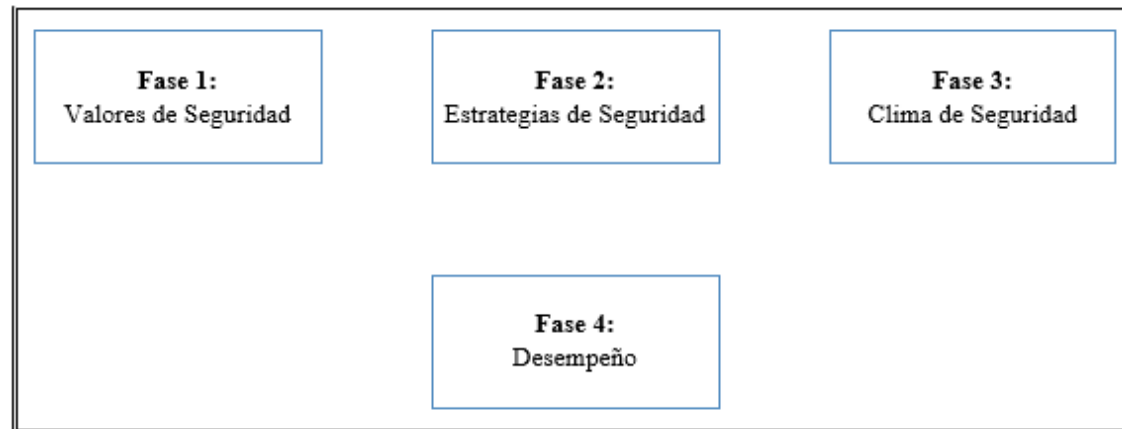 Fase 1:
Valores de Seguridad
Fase 2:
Estrategias de Seguridad
Fase 3:
Clima de Seguridad
Fase 4:
Desempeño